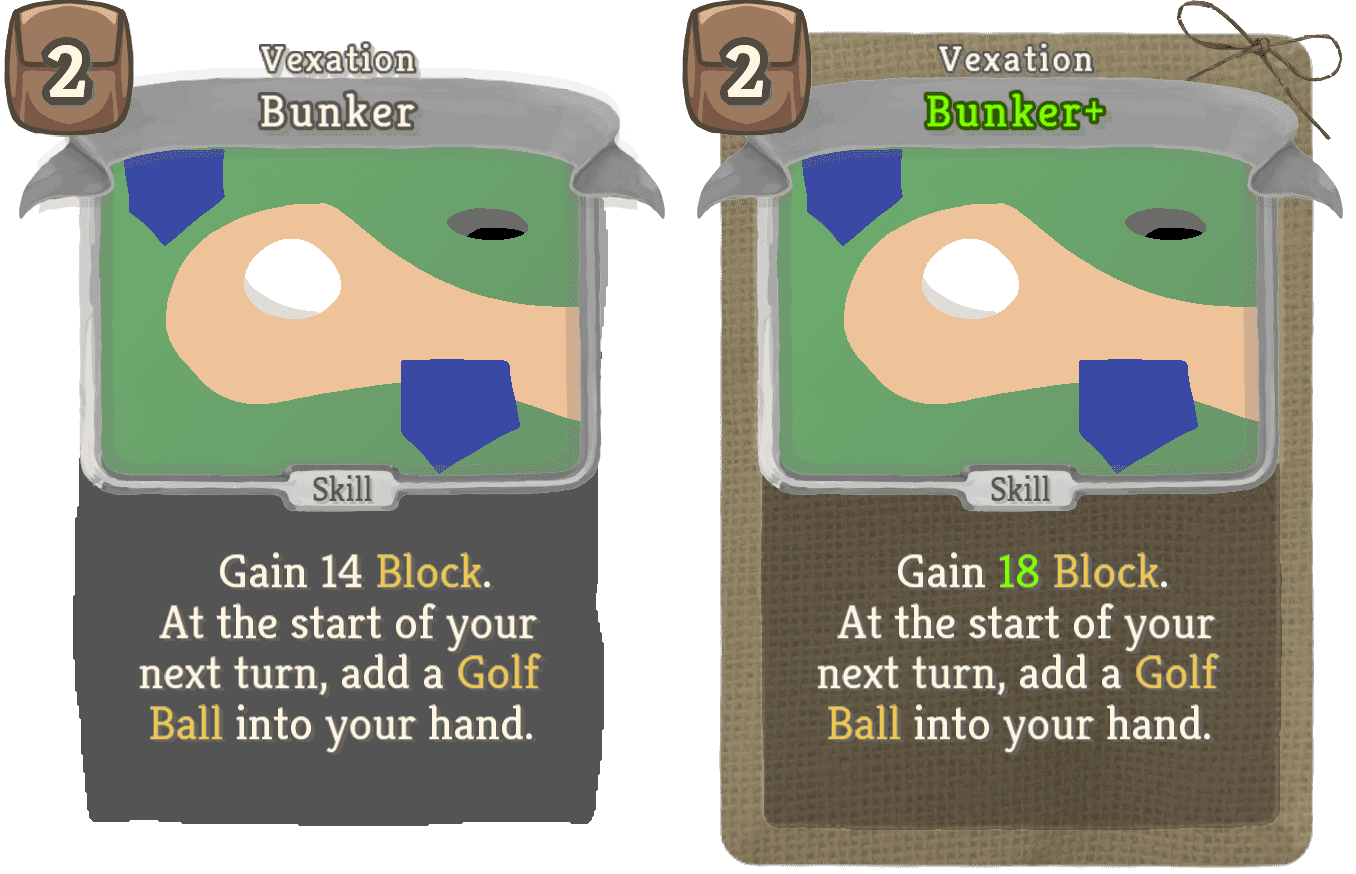 2
Vexation
Bunker
Skill
Gain 14 Block.
At the start of your
next turn, add a Golf
Ball into your hand.
2
Vexation
Bunker+
Skill
Gain 18 Block.
At the start of your
next turn, add a Golf
Ball into your hand.